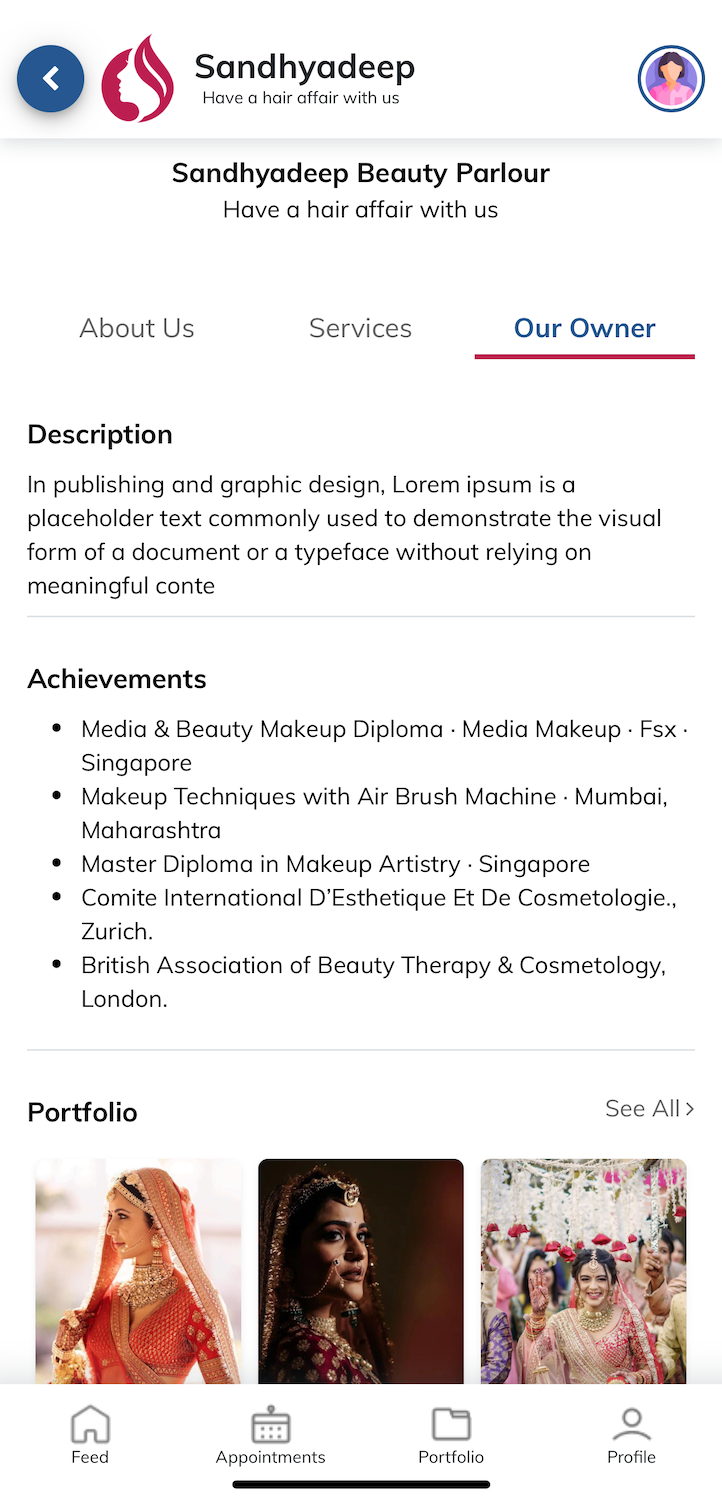 Sandhyadeep
Have a hair affair with us
Sandhyadeep Beauty Parlour
Have a hair affair with us
About Us
Services
Our Owner
Description
In publishing and graphic design, Lorem ipsum is a
placeholder text commonly used to demonstrate the visual
form of a document or a typeface without relying on
meaningful conte
Achievements
• Media & Beauty Makeup Diploma · Media Makeup · Fsx ·
Singapore
• Makeup Techniques with Air Brush Machine · Mumbai,
Maharashtra
• Master Diploma in Makeup Artistry · Singapore
• Comite International D’Esthetique Et De Cosmetologie.,
Zurich.
• British Association of Beauty Therapy & Cosmetology,
London.
Portfolio
See All >
Feed
Appointments
Portfolio
Profile